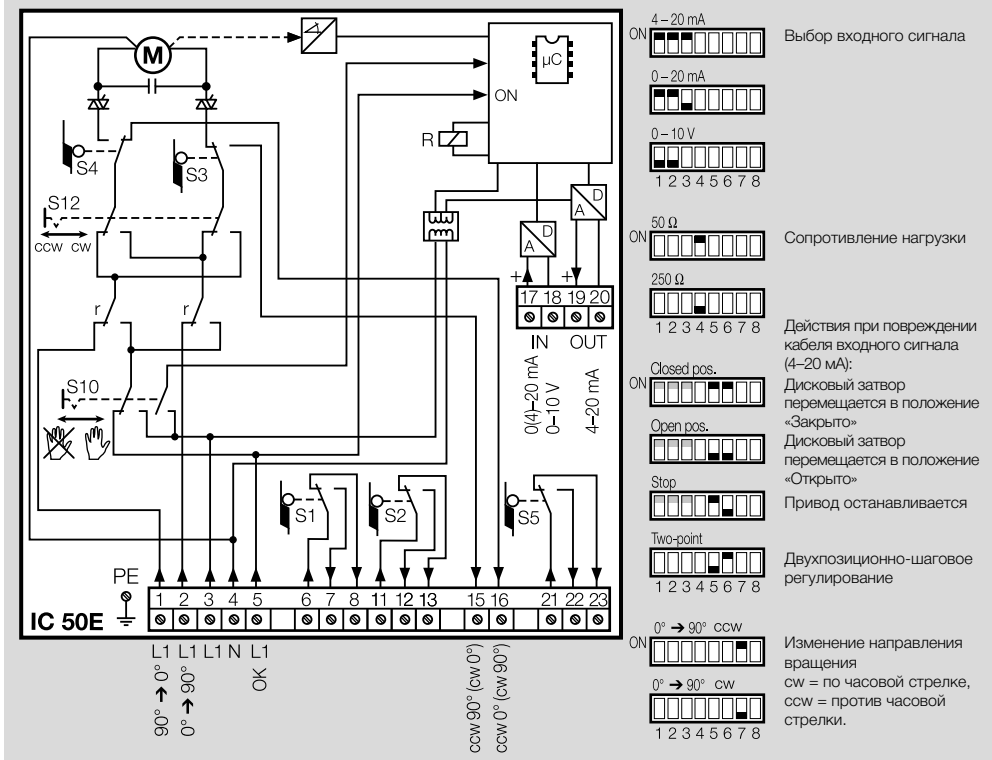 M
µC
ON
R
S4
S3
S12
ccw cw
D
A
D
A
+
+
17 18 19 20
IN OUT
0(4)–20 mA
0–10 V
4–20 mA
r
r
S10
S1
S2
S5
PE
1 2 3 4 5 6 7 8 11 12 13 15 16 21 22 23
IC 50E
L1 L1 L1 N L1
90° ➔ 0°
0° ➔ 90°
OK
ccw 90° (cw 0°)
ccw 0° (cw 90°)
4 – 20 mA
ON
Выбор входного сигнала
0 – 20 mA
0 – 10 V
1 2 3 4 5 6 7 8
50 Ω
ON
Сопротивление нагрузки
250 Ω
1 2 3 4 5 6 7 8
Действия при повреждении
кабеля входного сигнала
(4–20 мА):
Closed pos.
ON
Дисковый затвор
перемещается в положение
«Закрыто»
Open pos.
Дисковый затвор
перемещается в положение
«Открыто»
Stop
Привод останавливается
Two-point
Двухпозиционно-шаговое
регулирование
1 2 3 4 5 6 7 8
0° ➔ 90° ccw
ON
Изменение направления
вращения
cw = по часовой стрелке,
ccw = против часовой
стрелки.
0° ➔ 90° cw
1 2 3 4 5 6 7 8